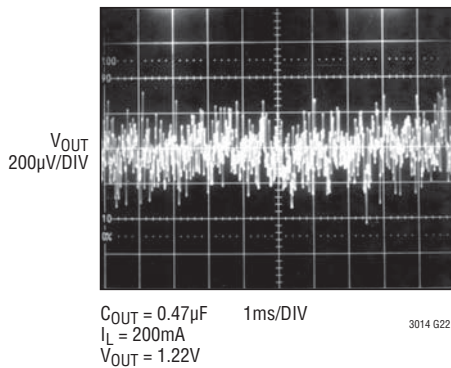 100
90
VOUT
200µV/DIV
10
0%
COUT = 0.47µF 1ms/DIV
IL = 200mA
VOUT = 1.22V
3014 G22